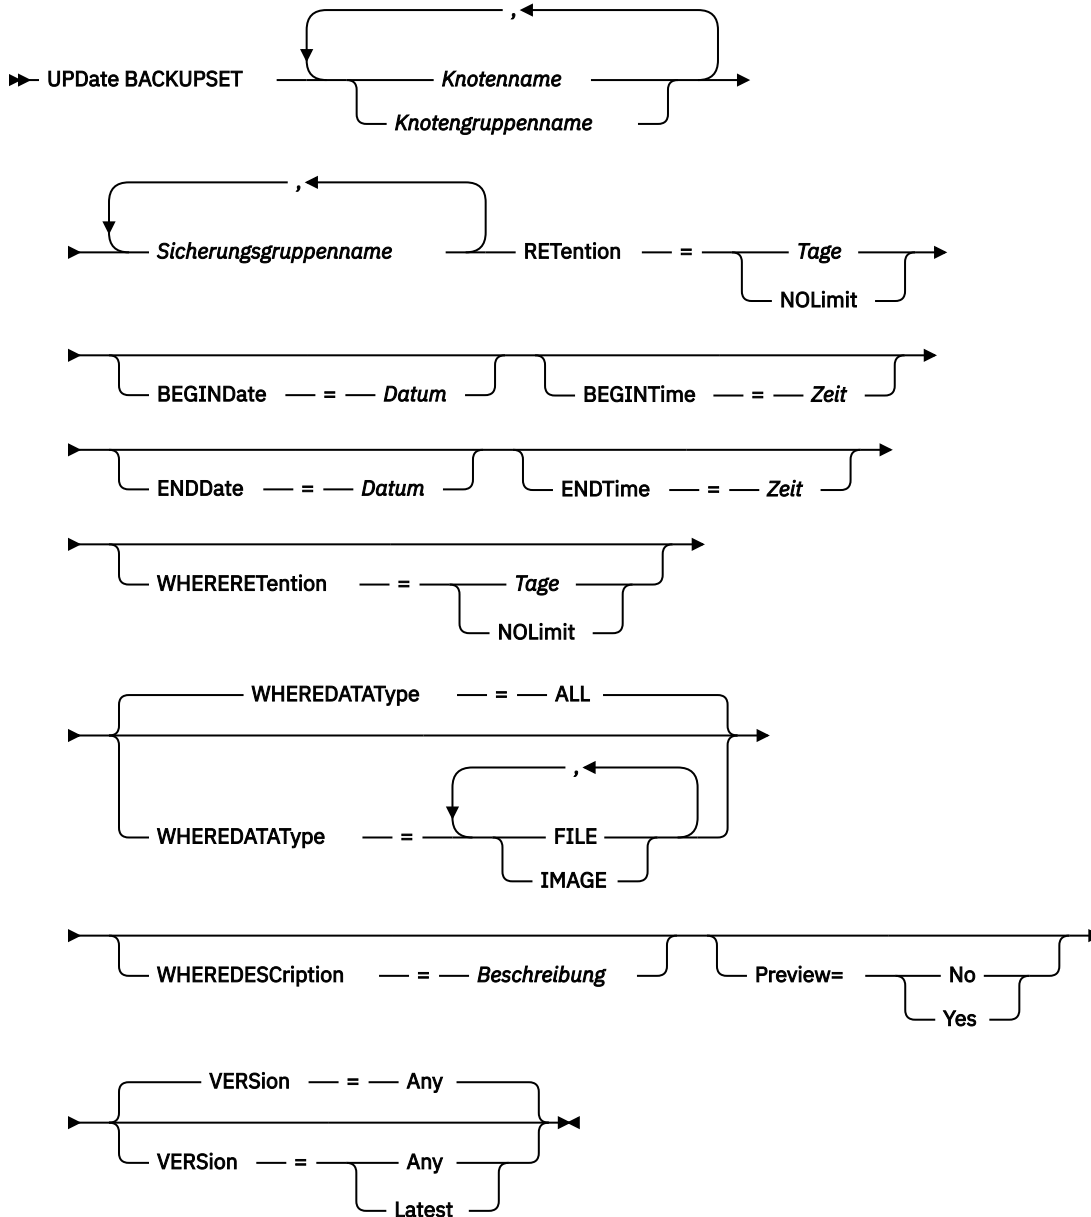 ,
UPDate BACKUPSET Knotenname
Knotengruppenname
,
Sicherungsgruppenname RETention = Tage
NOLimit
BEGINDate = Datum BEGINTime = Zeit
ENDDate = Datum ENDTime = Zeit
WHERERETention = Tage
NOLimit
WHEREDATAType = ALL
,
WHEREDATAType = FILE
IMAGE
WHEREDESCription = Beschreibung Preview= No
Yes
VERSion = Any
VERSion = Any
Latest